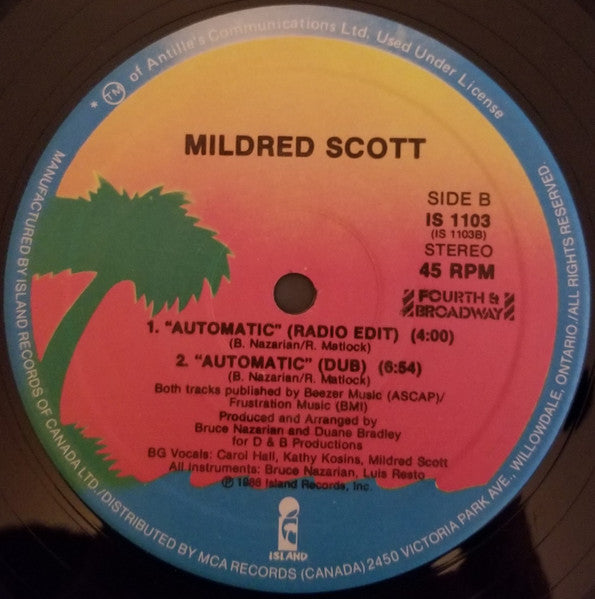 * TM of Antille's Communications Ltd. Used Under License
MILDRED SCOTT
SIDE B
IS 1103
(IS 1103B)
STEREO
45 RPM
FOURTH &
BROADWAY
1. "AUTOMATIC" (RADIO EDIT) (4:00)
(B. Nazarian/R. Matlock)
2. "AUTOMATIC" (DUB) (6:54)
(B. Nazarian/R. Matlock)
Both tracks published by Beezer Music (ASCAP)/
Frustration Music (BMI)
Produced and Arranged by
Bruce Nazarian and Duane Bradley
for D & B Productions
BG Vocals: Carol Hall, Kathy Kosins, Mildred Scott
All Instruments: Bruce Nazarian, Luis Resto
℗ 1986 Island Records, Inc.
ISLAND
MANUFACTURED BY ISLAND RECORDS OF CANADA LTD./DISTRIBUTED BY MCA RECORDS (CANADA) 2450 VICTORIA PARK AVE., WILLOWDALE, ONTARIO./ALL RIGHTS RESERVED.